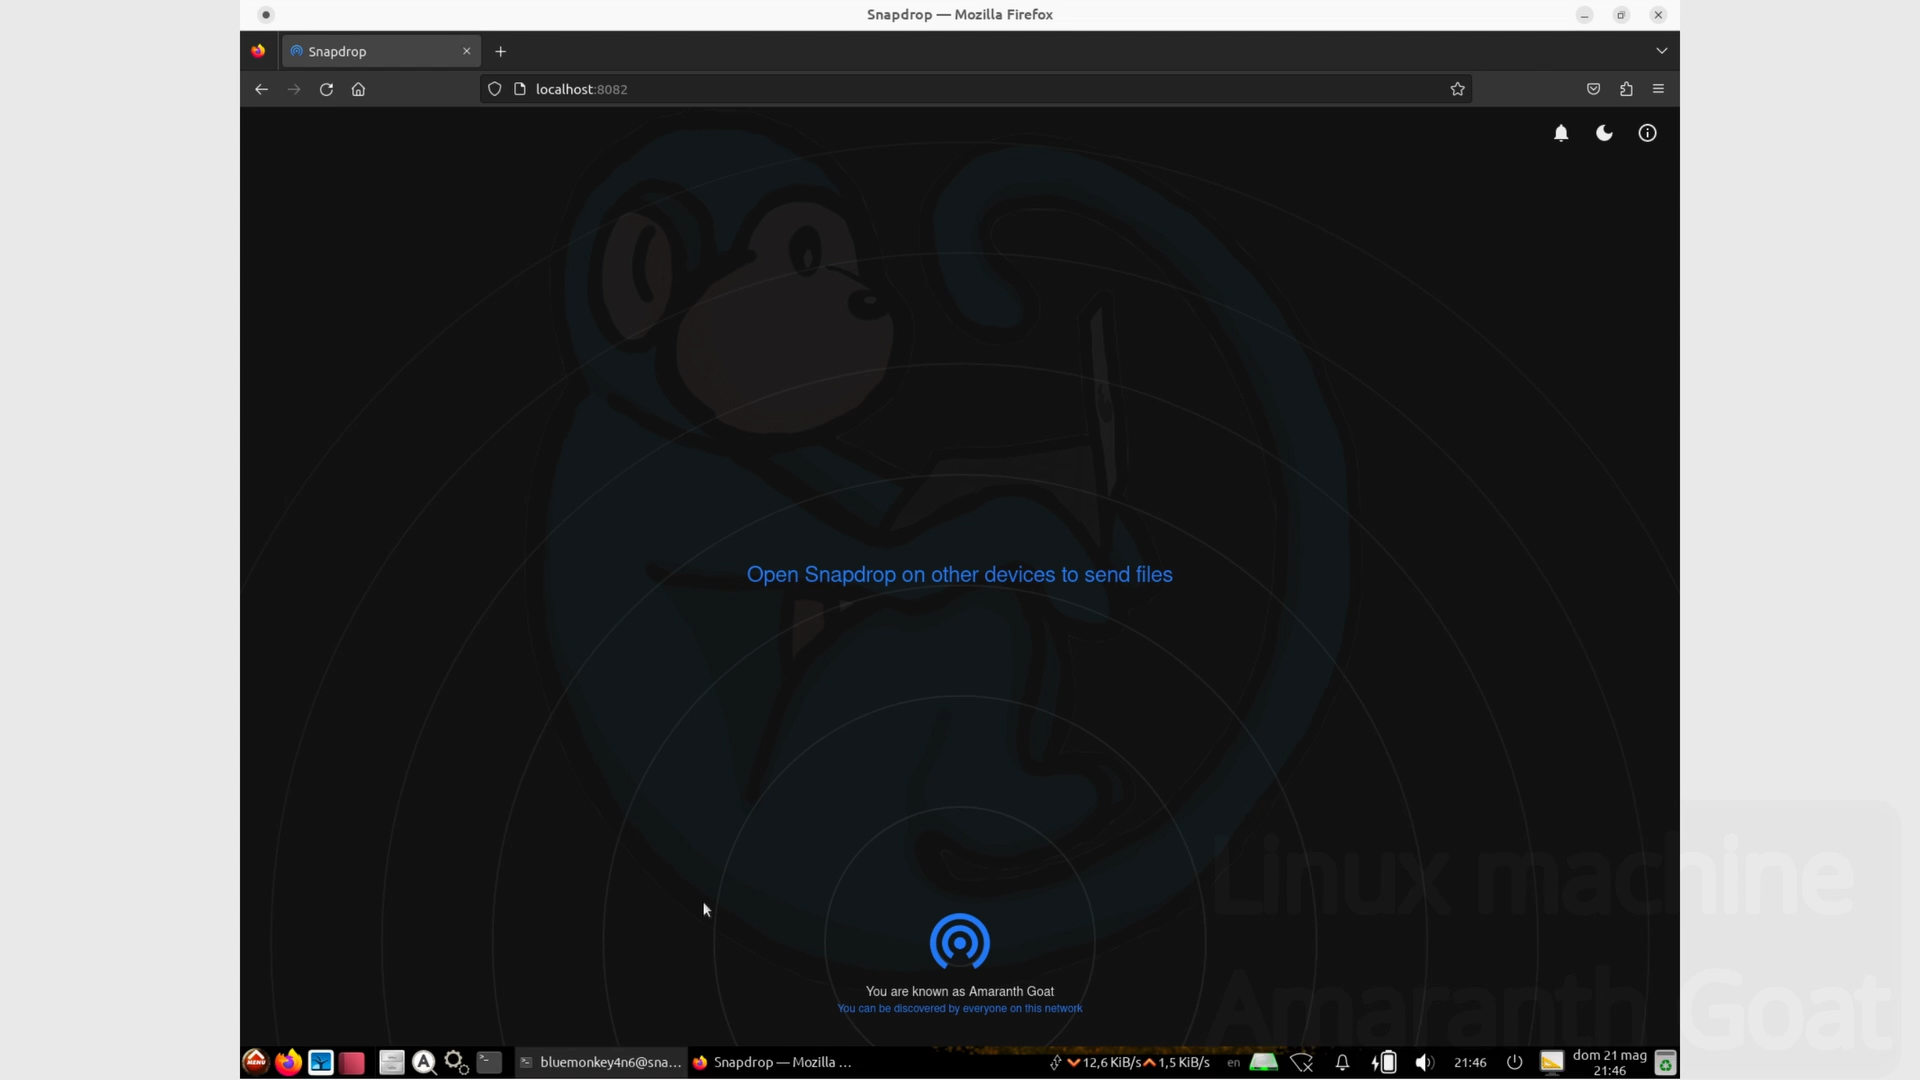 Snapdrop — Mozilla Firefox
Snapdrop
localhost:8082
Open Snapdrop on other devices to send files
Linux machine
Amaranth Goat
You are known as Amaranth Goat
You can be discovered by everyone on this network
MENU
bluemonkey4n6@sna...
Snapdrop — Mozilla ...
12,6 KiB/s
1,5 KiB/s
en
21:46
dom 21 mag
21:46